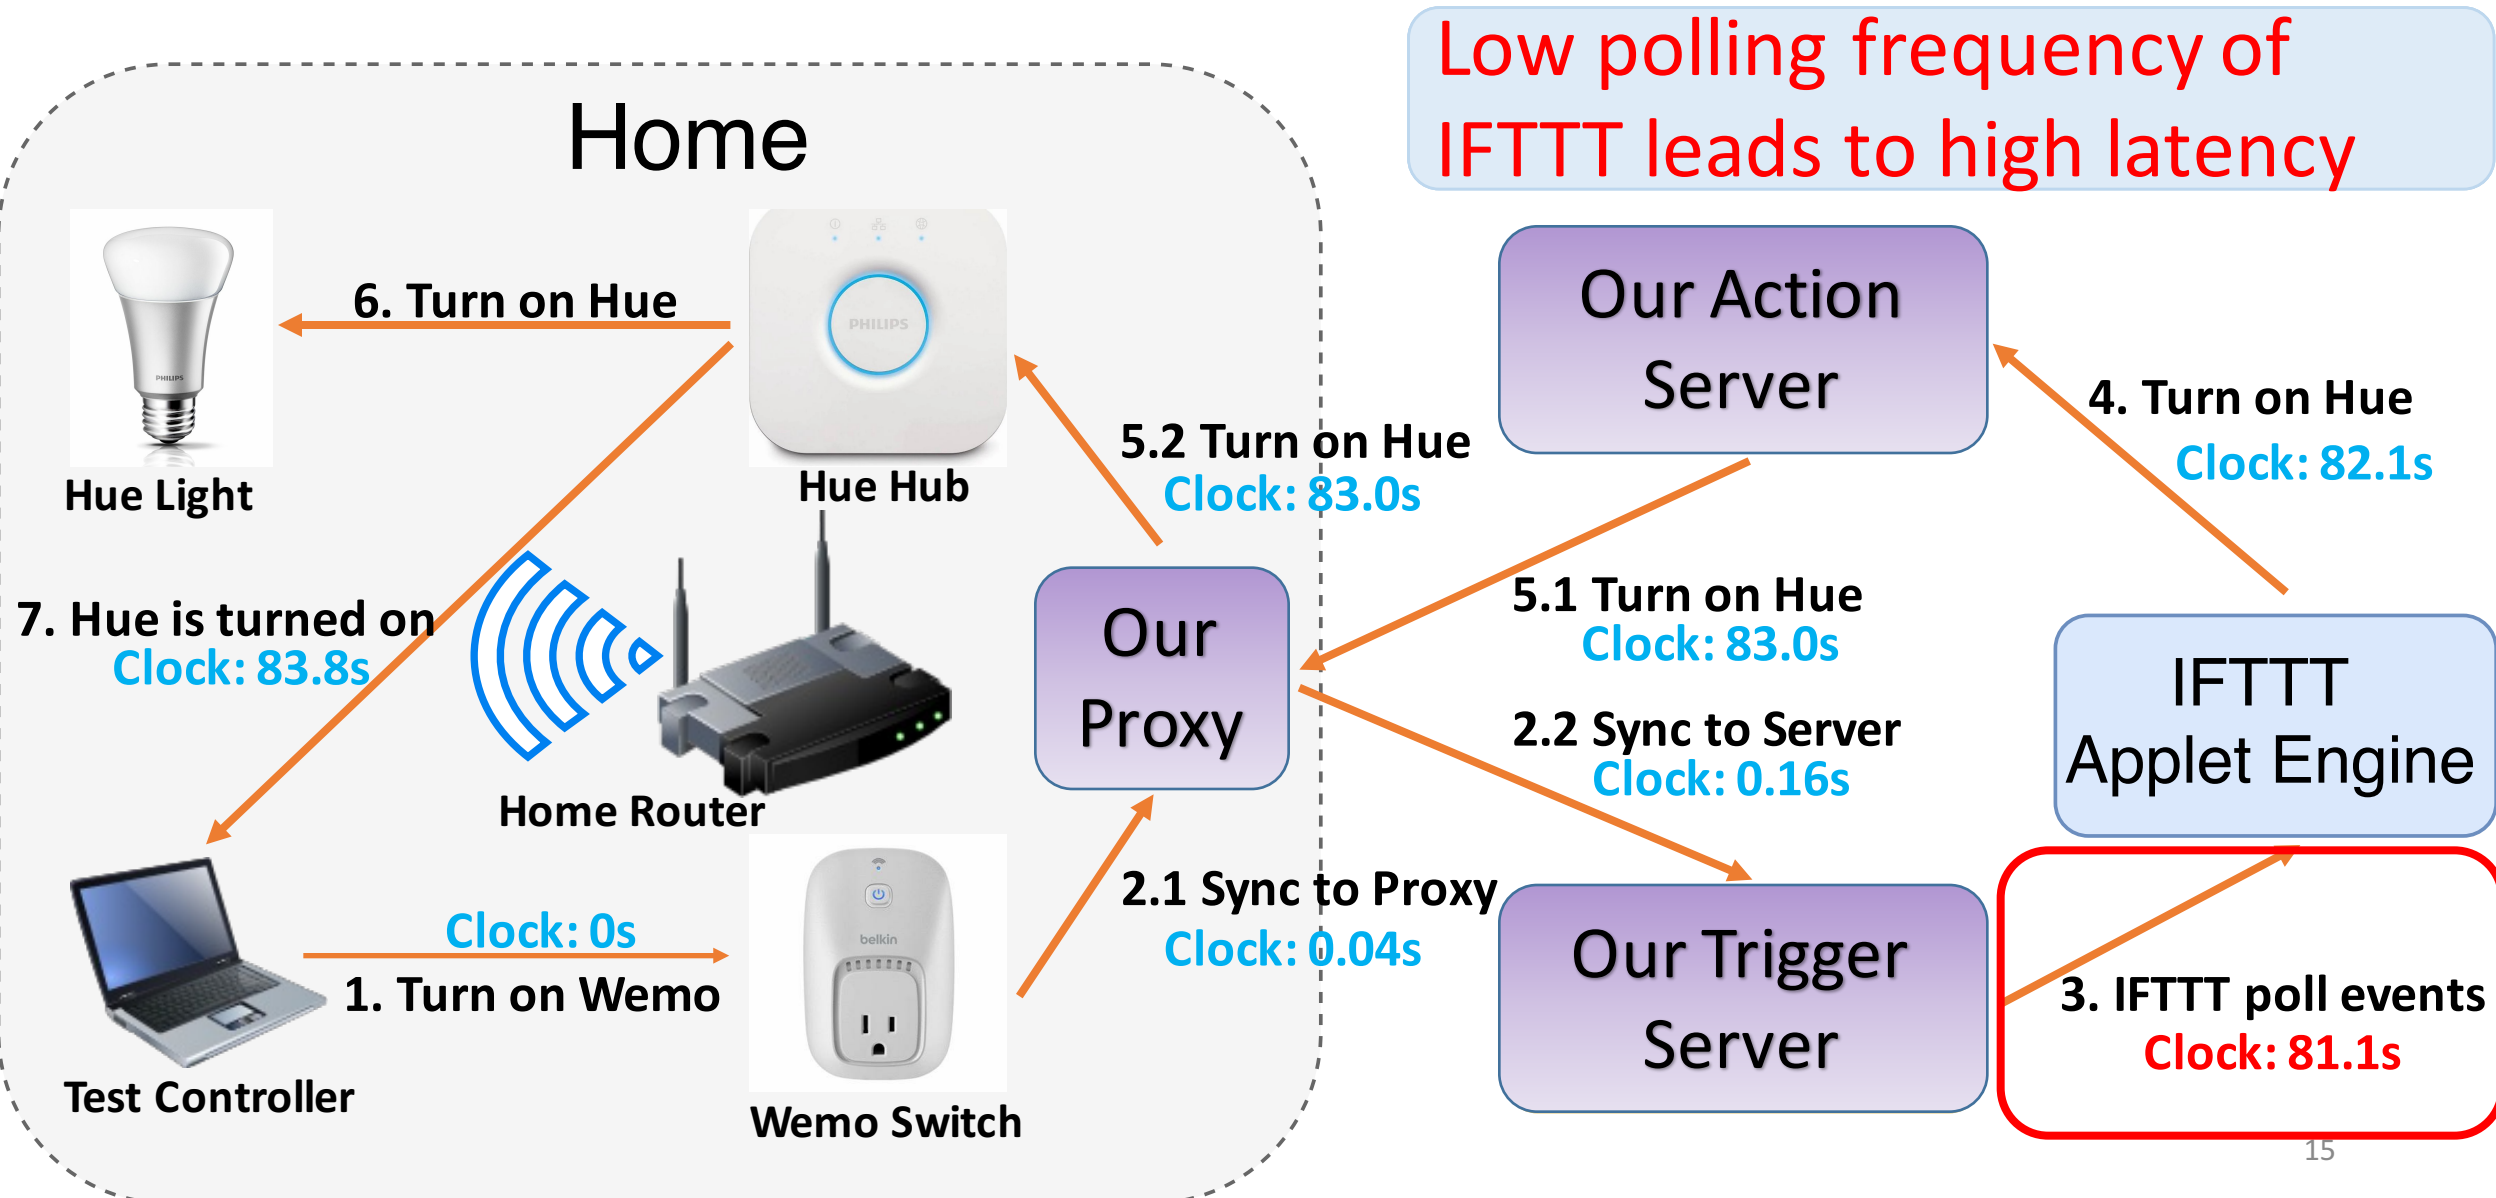 Low polling frequency of
IFTTT leads to high latency
Home
PHILIPS
PHILIPS
6. Turn on Hue
Hue Light
Hue Hub
Our Action
Server
4. Turn on Hue
Clock: 82.1s
5.2 Turn on Hue
Clock: 83.0s
5.1 Turn on Hue
Clock: 83.0s
7. Hue is turned on
Clock: 83.8s
Our
Proxy
IFTTT
Applet Engine
2.2 Sync to Server
Clock: 0.16s
Home Router
2.1 Sync to Proxy
Clock: 0.04s
Clock: 0s
1. Turn on Wemo
belkin
Our Trigger
Server
3. IFTTT poll events
Clock: 81.1s
Test Controller
Wemo Switch
15